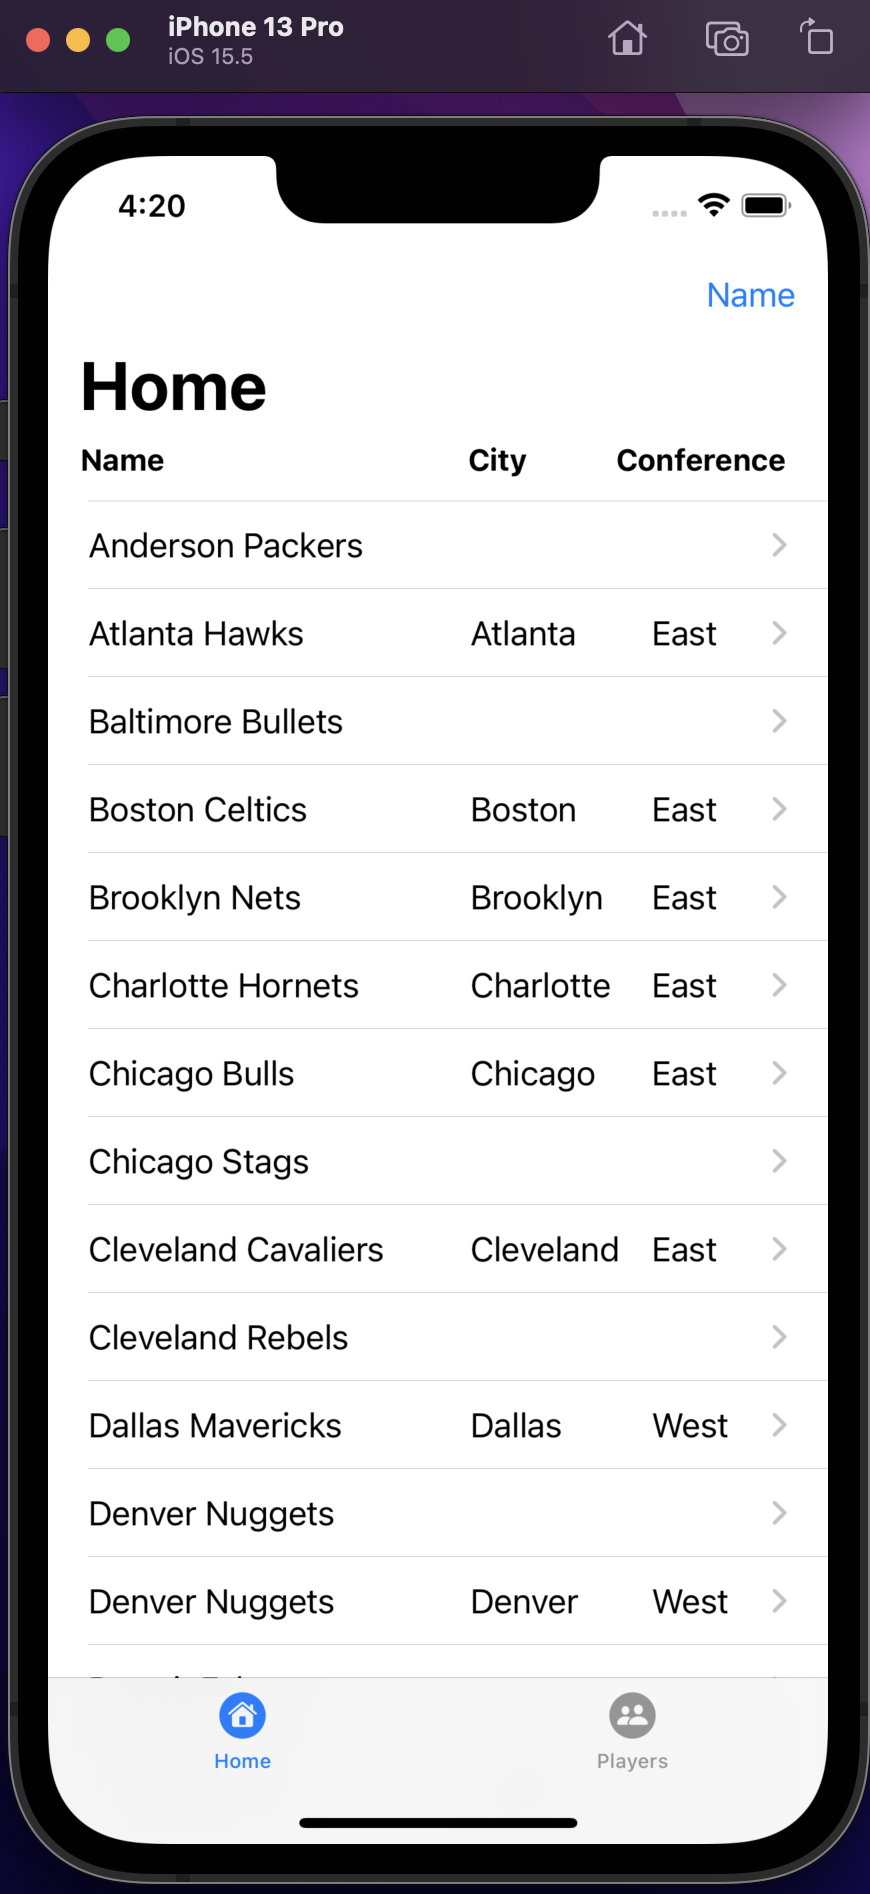 iPhone 13 Pro
iOS 15.5
4:20
Name
Home
Name City Conference
Anderson Packers
Atlanta Hawks Atlanta East
Baltimore Bullets
Boston Celtics Boston East
Brooklyn Nets Brooklyn East
Charlotte Hornets Charlotte East
Chicago Bulls Chicago East
Chicago Stags
Cleveland Cavaliers Cleveland East
Cleveland Rebels
Dallas Mavericks Dallas West
Denver Nuggets
Denver Nuggets Denver West
Home Players